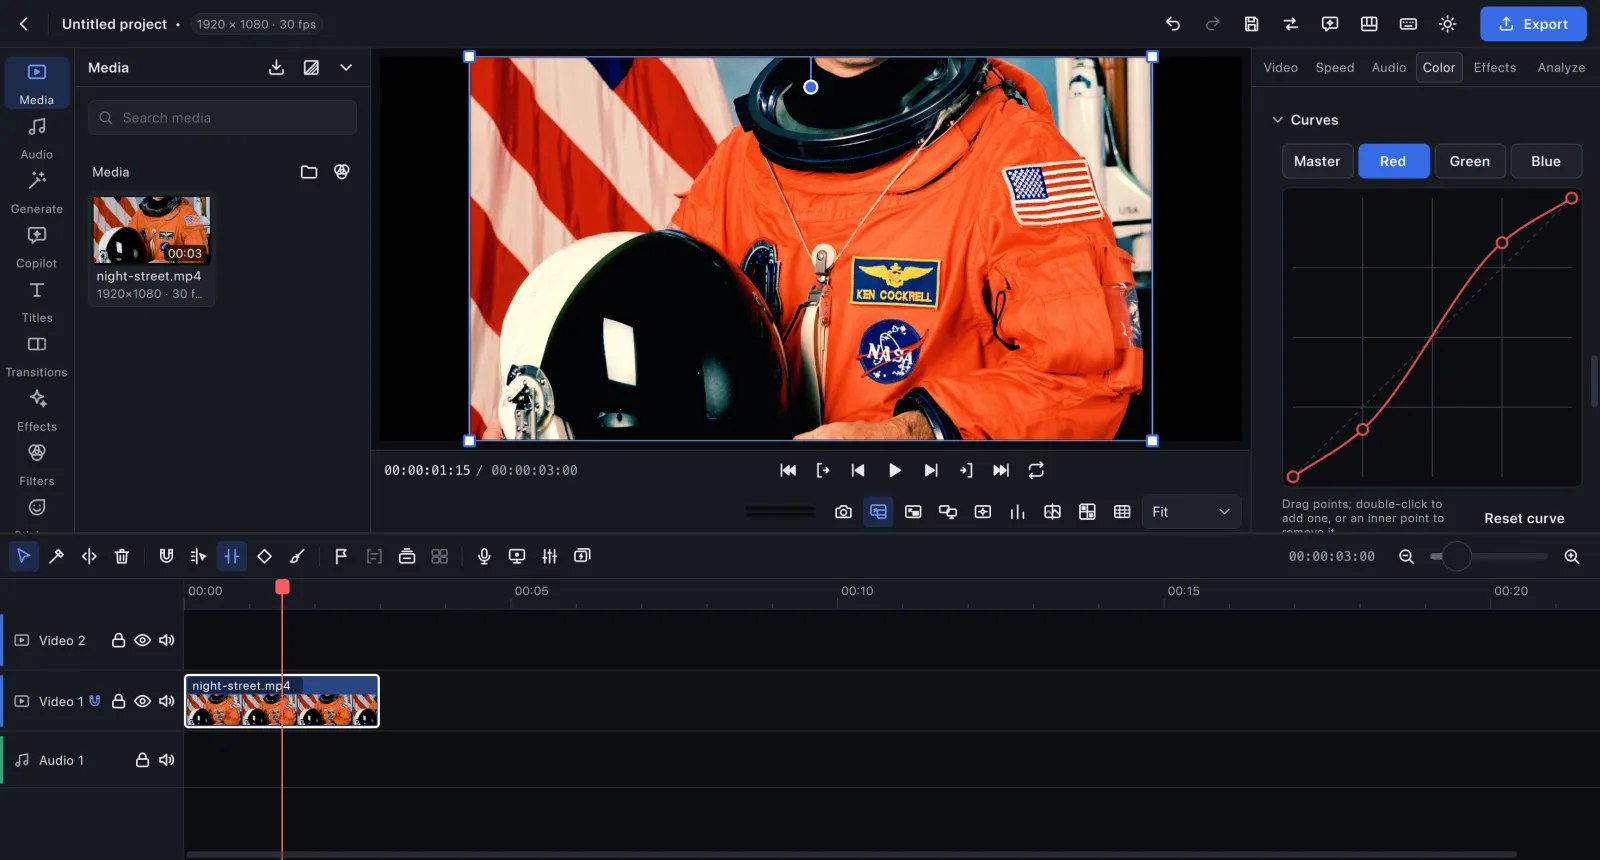 Untitled project •
1920 × 1080 · 30 fps
Export
Media
Audio
Generate
Copilot
Titles
Transitions
Effects
Filters
Media
Search media
Media
00:03
night-street.mp4
1920×1080 · 30 f...
USA
KEN COCKRELL
NASA
00:00:01:15 / 00:00:03:00
Fit
Video Speed Audio Color Effects Analyze
Curves
Master Red Green Blue
Drag points; double-click to
add one, or an inner point to
remove it.
Reset curve
00:00:03:00
00:00 00:05 00:10 00:15 00:20
Video 2
Video 1
night-street.mp4
Audio 1